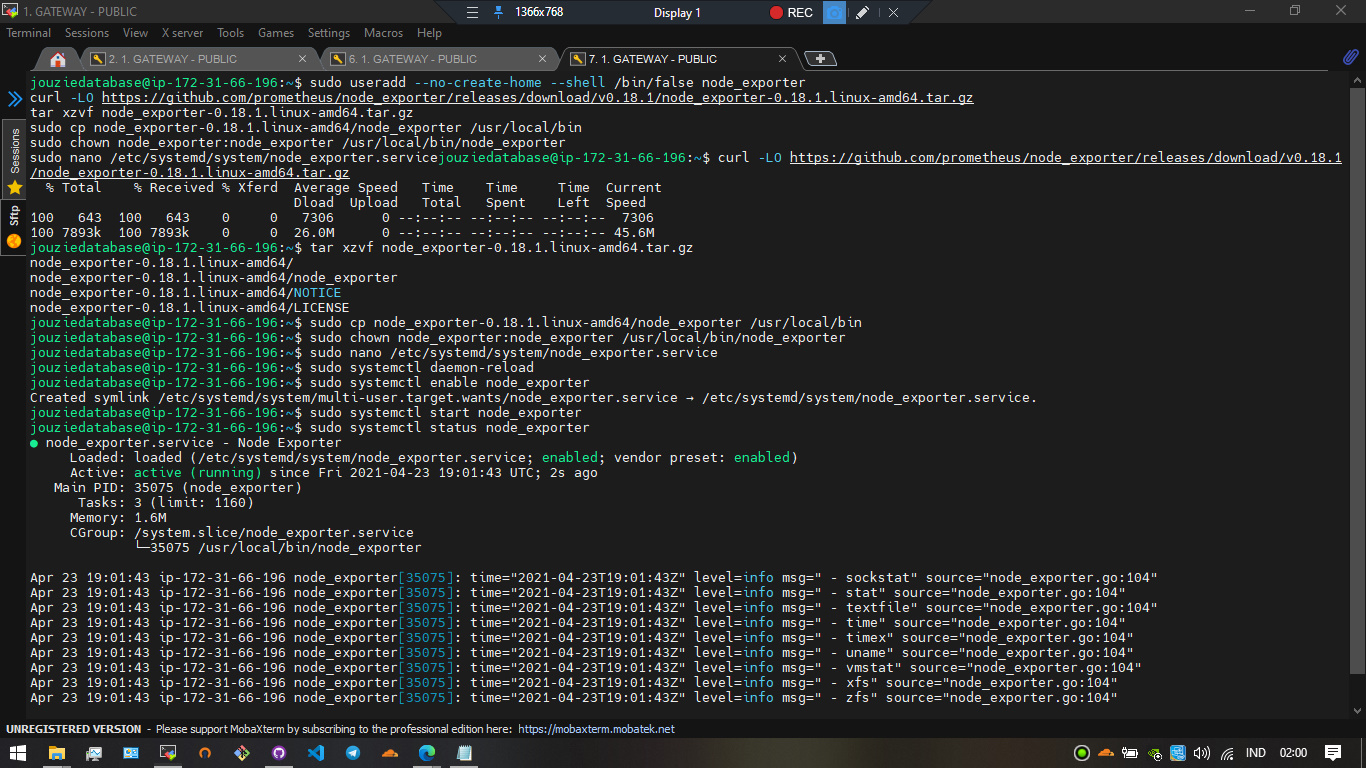 1. GATEWAY - PUBLIC
1366x768
Display 1
REC
Terminal Sessions View X server Tools Games Settings Macros Help
2. 1. GATEWAY - PUBLIC
6. 1. GATEWAY - PUBLIC
7. 1. GATEWAY - PUBLIC
Sessions
Sftp
jouziedatabase@ip-172-31-66-196:~$ sudo useradd --no-create-home --shell /bin/false node_exporter
curl -LO https://github.com/prometheus/node_exporter/releases/download/v0.18.1/node_exporter-0.18.1.linux-amd64.tar.gz
tar xzvf node_exporter-0.18.1.linux-amd64.tar.gz
sudo cp node_exporter-0.18.1.linux-amd64/node_exporter /usr/local/bin
sudo chown node_exporter:node_exporter /usr/local/bin/node_exporter
sudo nano /etc/systemd/system/node_exporter.servicejouziedatabase@ip-172-31-66-196:~$ curl -LO https://github.com/prometheus/node_exporter/releases/download/v0.18.1
/node_exporter-0.18.1.linux-amd64.tar.gz
  % Total    % Received % Xferd  Average Speed   Time    Time     Time  Current
                                 Dload  Upload   Total   Spent    Left  Speed
100   643  100   643    0     0   7306      0 --:--:-- --:--:-- --:--:--  7306
100 7893k  100 7893k    0     0  26.0M      0 --:--:-- --:--:-- --:--:-- 45.6M
jouziedatabase@ip-172-31-66-196:~$ tar xzvf node_exporter-0.18.1.linux-amd64.tar.gz
node_exporter-0.18.1.linux-amd64/
node_exporter-0.18.1.linux-amd64/node_exporter
node_exporter-0.18.1.linux-amd64/NOTICE
node_exporter-0.18.1.linux-amd64/LICENSE
jouziedatabase@ip-172-31-66-196:~$ sudo cp node_exporter-0.18.1.linux-amd64/node_exporter /usr/local/bin
jouziedatabase@ip-172-31-66-196:~$ sudo chown node_exporter:node_exporter /usr/local/bin/node_exporter
jouziedatabase@ip-172-31-66-196:~$ sudo nano /etc/systemd/system/node_exporter.service
jouziedatabase@ip-172-31-66-196:~$ sudo systemctl daemon-reload
jouziedatabase@ip-172-31-66-196:~$ sudo systemctl enable node_exporter
Created symlink /etc/systemd/system/multi-user.target.wants/node_exporter.service → /etc/systemd/system/node_exporter.service.
jouziedatabase@ip-172-31-66-196:~$ sudo systemctl start node_exporter
jouziedatabase@ip-172-31-66-196:~$ sudo systemctl status node_exporter
● node_exporter.service - Node Exporter
     Loaded: loaded (/etc/systemd/system/node_exporter.service; enabled; vendor preset: enabled)
     Active: active (running) since Fri 2021-04-23 19:01:43 UTC; 2s ago
   Main PID: 35075 (node_exporter)
      Tasks: 3 (limit: 1160)
     Memory: 1.6M
     CGroup: /system.slice/node_exporter.service
             └─35075 /usr/local/bin/node_exporter
Apr 23 19:01:43 ip-172-31-66-196 node_exporter[35075]: time="2021-04-23T19:01:43Z" level=info msg=" - sockstat" source="node_exporter.go:104"
Apr 23 19:01:43 ip-172-31-66-196 node_exporter[35075]: time="2021-04-23T19:01:43Z" level=info msg=" - stat" source="node_exporter.go:104"
Apr 23 19:01:43 ip-172-31-66-196 node_exporter[35075]: time="2021-04-23T19:01:43Z" level=info msg=" - textfile" source="node_exporter.go:104"
Apr 23 19:01:43 ip-172-31-66-196 node_exporter[35075]: time="2021-04-23T19:01:43Z" level=info msg=" - time" source="node_exporter.go:104"
Apr 23 19:01:43 ip-172-31-66-196 node_exporter[35075]: time="2021-04-23T19:01:43Z" level=info msg=" - timex" source="node_exporter.go:104"
Apr 23 19:01:43 ip-172-31-66-196 node_exporter[35075]: time="2021-04-23T19:01:43Z" level=info msg=" - uname" source="node_exporter.go:104"
Apr 23 19:01:43 ip-172-31-66-196 node_exporter[35075]: time="2021-04-23T19:01:43Z" level=info msg=" - vmstat" source="node_exporter.go:104"
Apr 23 19:01:43 ip-172-31-66-196 node_exporter[35075]: time="2021-04-23T19:01:43Z" level=info msg=" - xfs" source="node_exporter.go:104"
Apr 23 19:01:43 ip-172-31-66-196 node_exporter[35075]: time="2021-04-23T19:01:43Z" level=info msg=" - zfs" source="node_exporter.go:104"
UNREGISTERED VERSION - Please support MobaXterm by subscribing to the professional edition here: https://mobaxterm.mobatek.net
IND 02:00